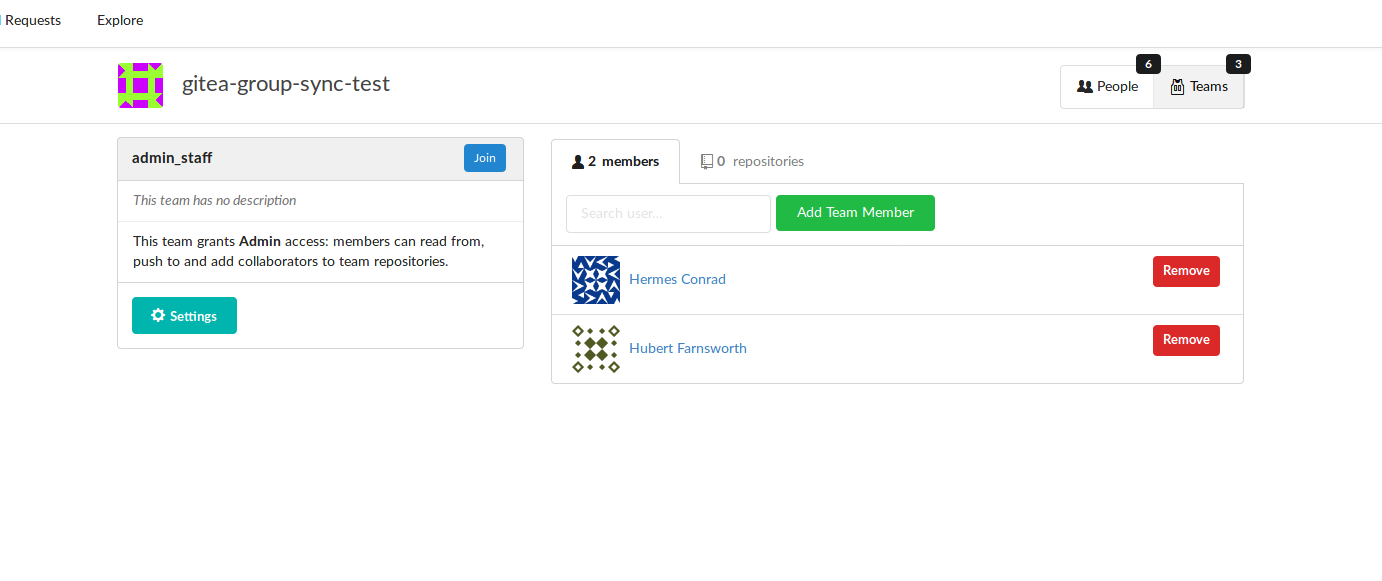 Requests Explore
gitea-group-sync-test
6
3
People Teams
admin_staff
Join
This team has no description
This team grants Admin access: members can read from,
push to and add collaborators to team repositories.
Settings
2 members
0 repositories
Search user...
Add Team Member
Hermes Conrad
Remove
Hubert Farnsworth
Remove